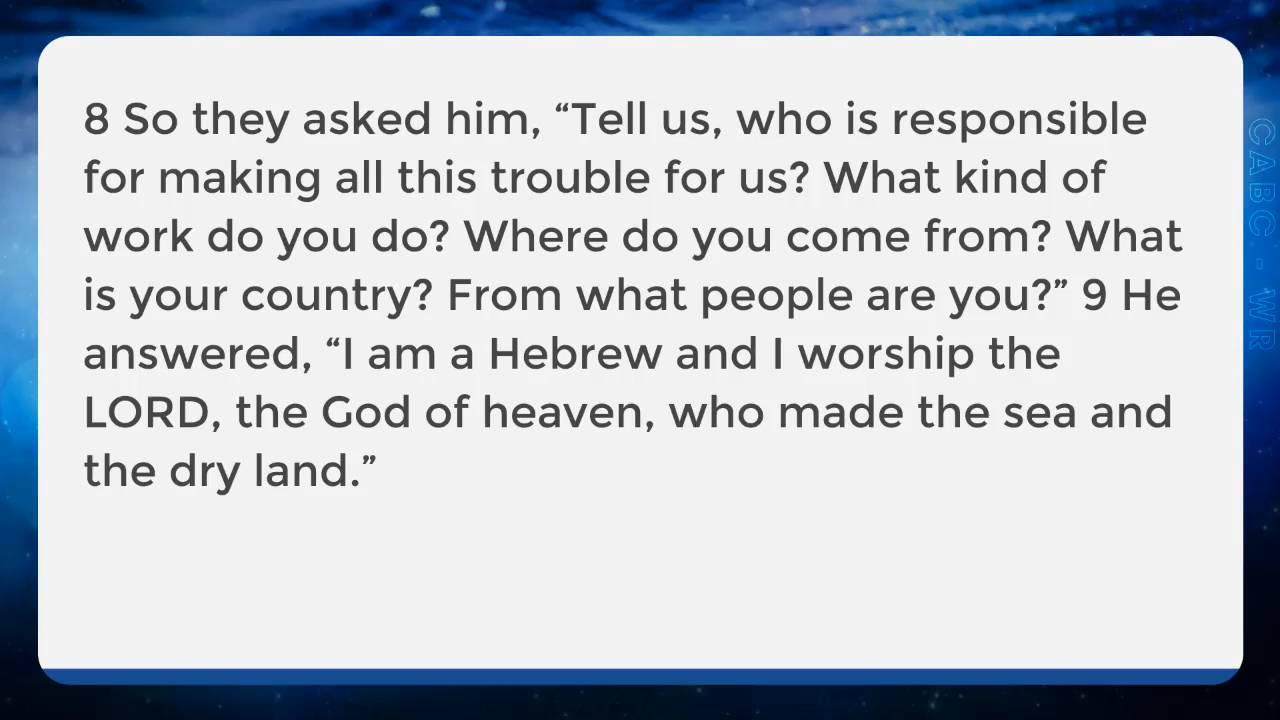 8 So they asked him, “Tell us, who is responsible
for making all this trouble for us? What kind of
work do you do? Where do you come from? What
is your country? From what people are you?” 9 He
answered, “I am a Hebrew and I worship the
LORD, the God of heaven, who made the sea and
the dry land.”
CABC - WR